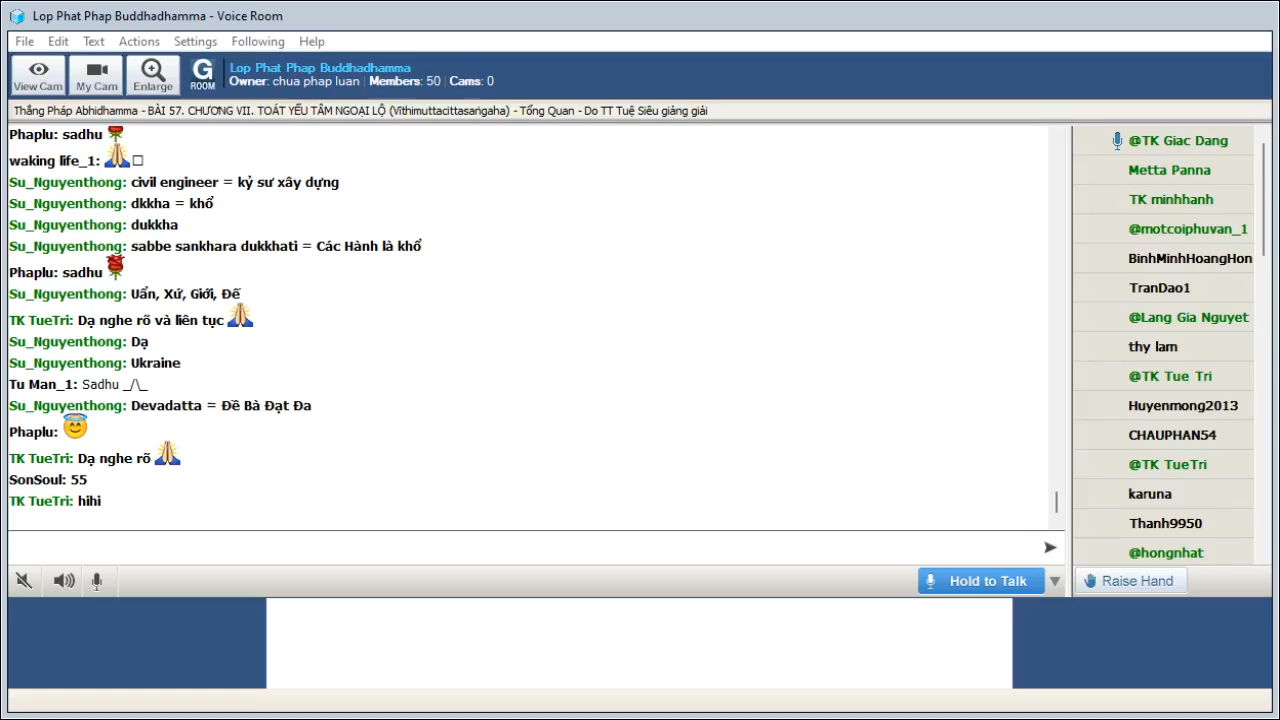 Lop Phat Phap Buddhadhamma - Voice Room
File Edit Text Actions Settings Following Help
View Cam
My Cam
Enlarge
G ROOM
Lop Phat Phap Buddhadhamma
Owner: chua phap luan | Members: 50 | Cams: 0
Thắng Pháp Abhidhamma - BÀI 57. CHƯƠNG VII. TOÁT YẾU TÂM NGOẠI LỘ (Vīthimuttacittasaṅgaha) - Tổng Quan - Do TT Tuệ Siêu giảng giải
Phaplu: sadhu
waking life_1:
Su_Nguyenthong: civil engineer = kỷ sư xây dựng
Su_Nguyenthong: dkkha = khổ
Su_Nguyenthong: dukkha
Su_Nguyenthong: sabbe sankhara dukkhati = Các Hành là khổ
Phaplu: sadhu
Su_Nguyenthong: Uẩn, Xứ, Giới, Đế
TK TueTri: Dạ nghe rõ và liên tục
Su_Nguyenthong: Dạ
Su_Nguyenthong: Ukraine
Tu Man_1: Sadhu _/\_
Su_Nguyenthong: Devadatta = Đề Bà Đạt Đa
Phaplu:
TK TueTri: Dạ nghe rõ
SonSoul: 55
TK TueTri: hihi
@TK Giac Dang
Metta Panna
TK minhhanh
@motcoiphuvan_1
BinhMinhHoangHon
TranDao1
@Lang Gia Nguyet
thy lam
@TK Tue Tri
Huyenmong2013
CHAUPHAN54
@TK TueTri
karuna
Thanh9950
@hongnhat
Hold to Talk
Raise Hand